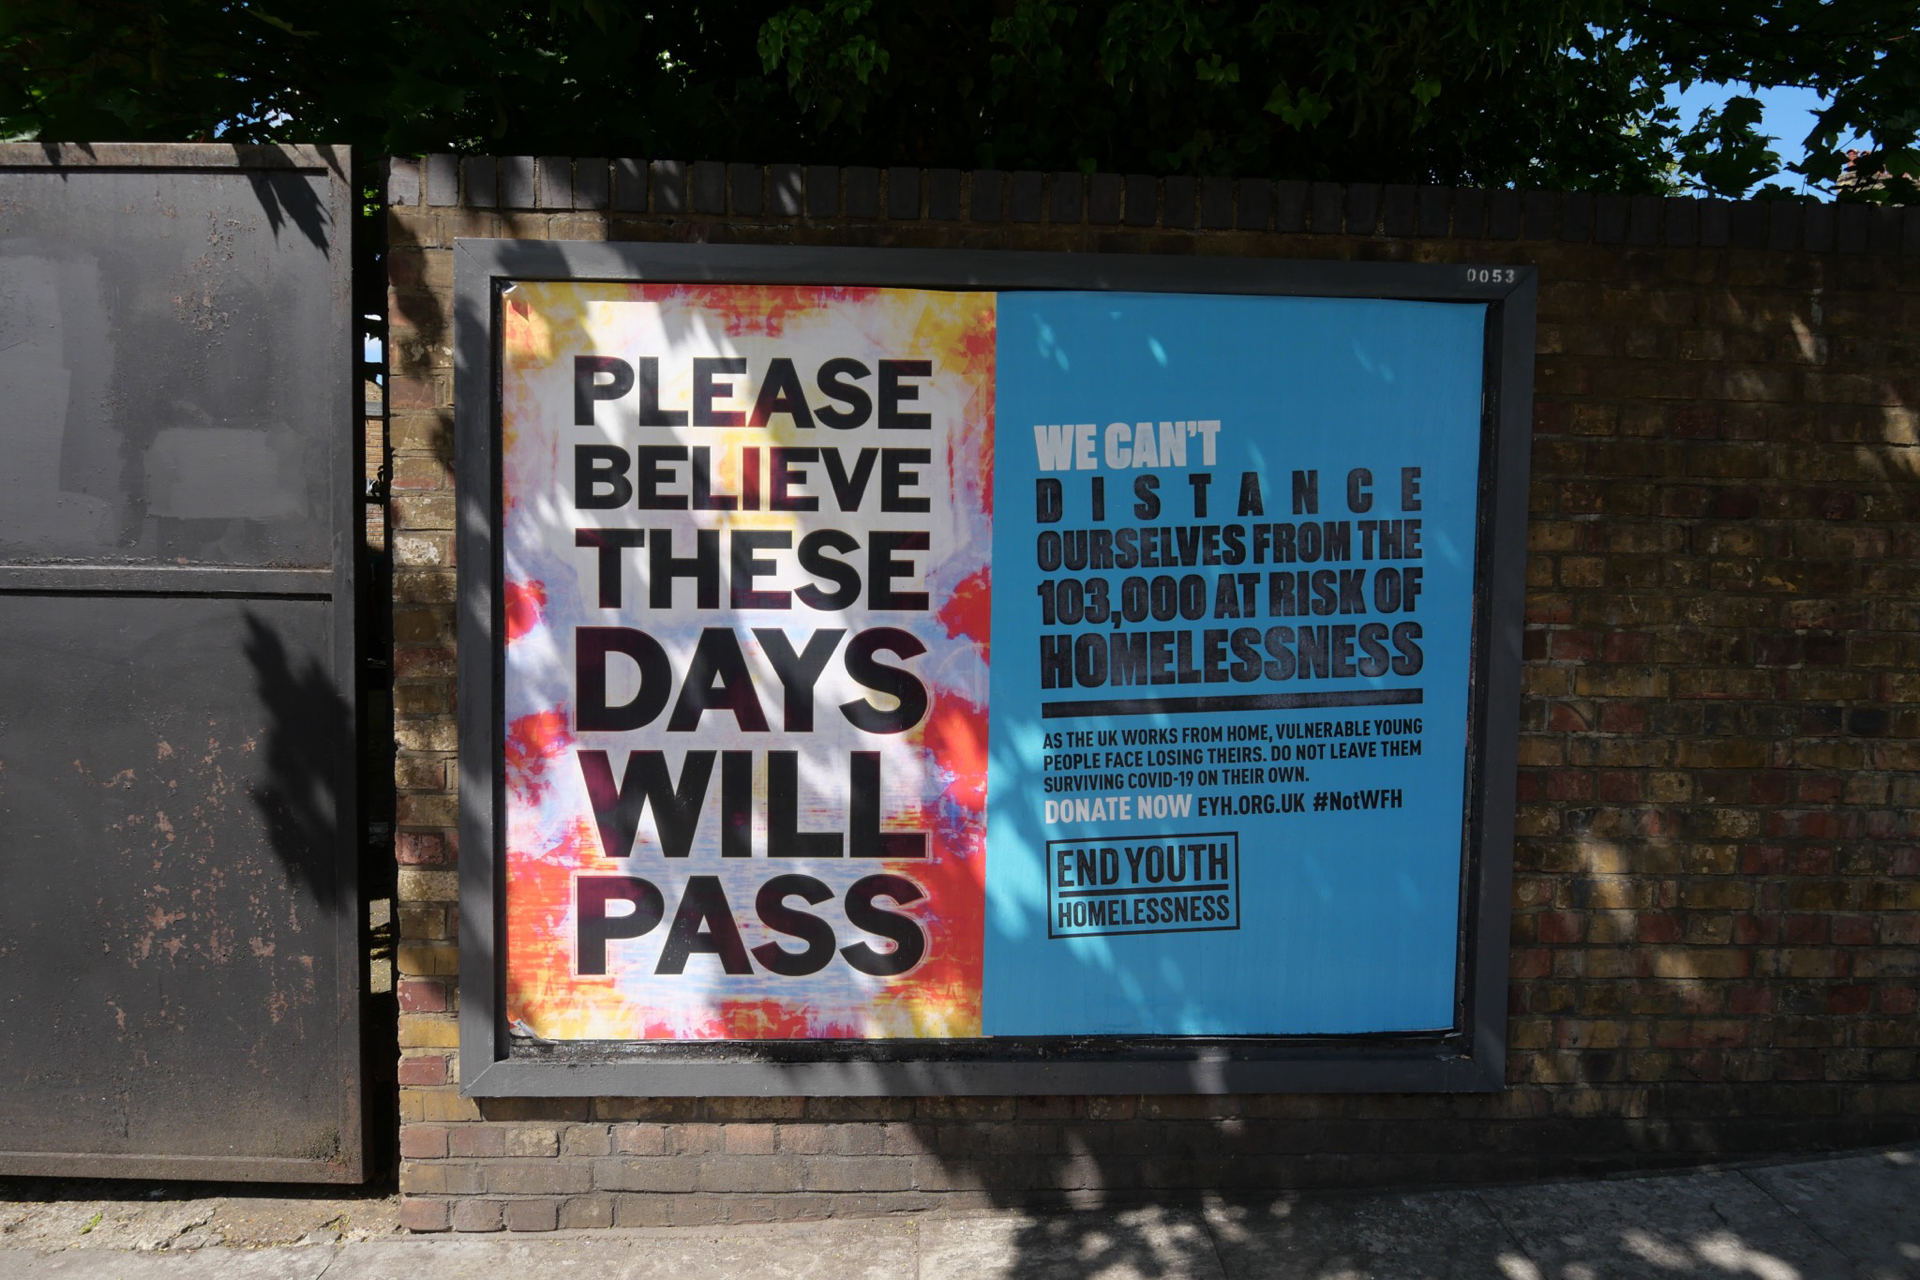 0053
PLEASE
BELIEVE
THESE
DAYS
WILL
PASS
WE CAN'T
DISTANCE
OURSELVES FROM THE
103,000 AT RISK OF
HOMELESSNESS
AS THE UK WORKS FROM HOME, VULNERABLE YOUNG
PEOPLE FACE LOSING THEIRS. DO NOT LEAVE THEM
SURVIVING COVID-19 ON THEIR OWN.
DONATE NOW EYH.ORG.UK #NotWFH
END YOUTH
HOMELESSNESS